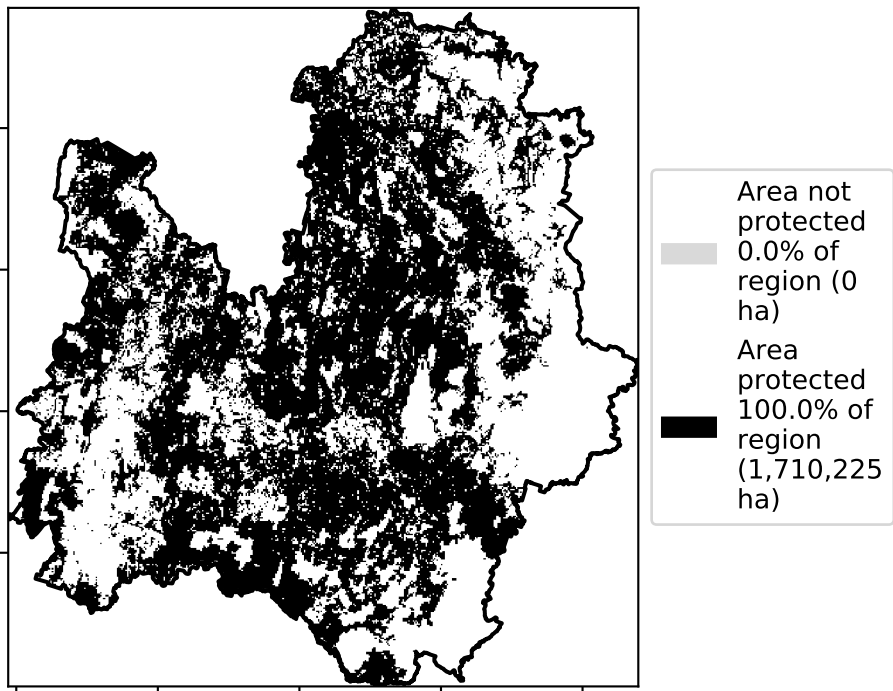 Area not
protected
0.0% of
region (0
ha)
Area
protected
100.0% of
region
(1,710,225
ha)